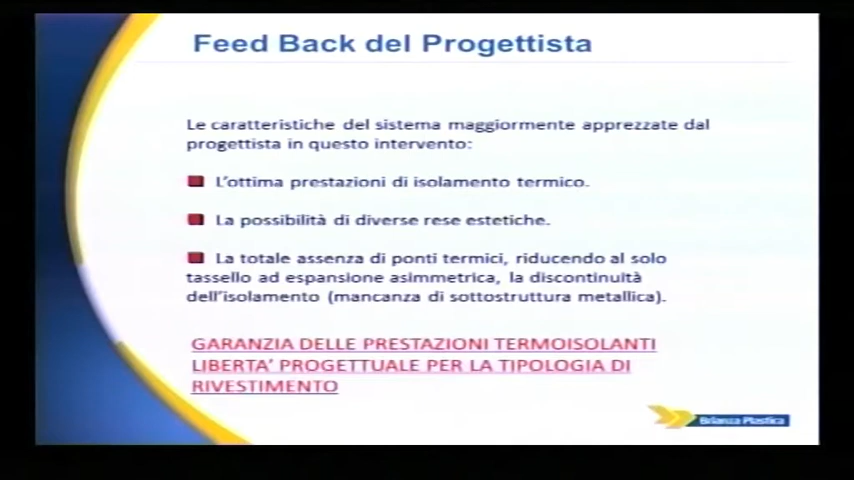 Feed Back del Progettista
Le caratteristiche del sistema maggiormente apprezzate dal
progettista in questo intervento:
L'ottima prestazioni di isolamento termico.
La possibilità di diverse rese estetiche.
La totale assenza di ponti termici, riducendo al solo
tassello ad espansione asimmetrica, la discontinuità
dell'isolamento (mancanza di sottostruttura metallica).
GARANZIA DELLE PRESTAZIONI TERMOISOLANTI
LIBERTA' PROGETTUALE PER LA TIPOLOGIA DI
RIVESTIMENTO
Brianza Plastica